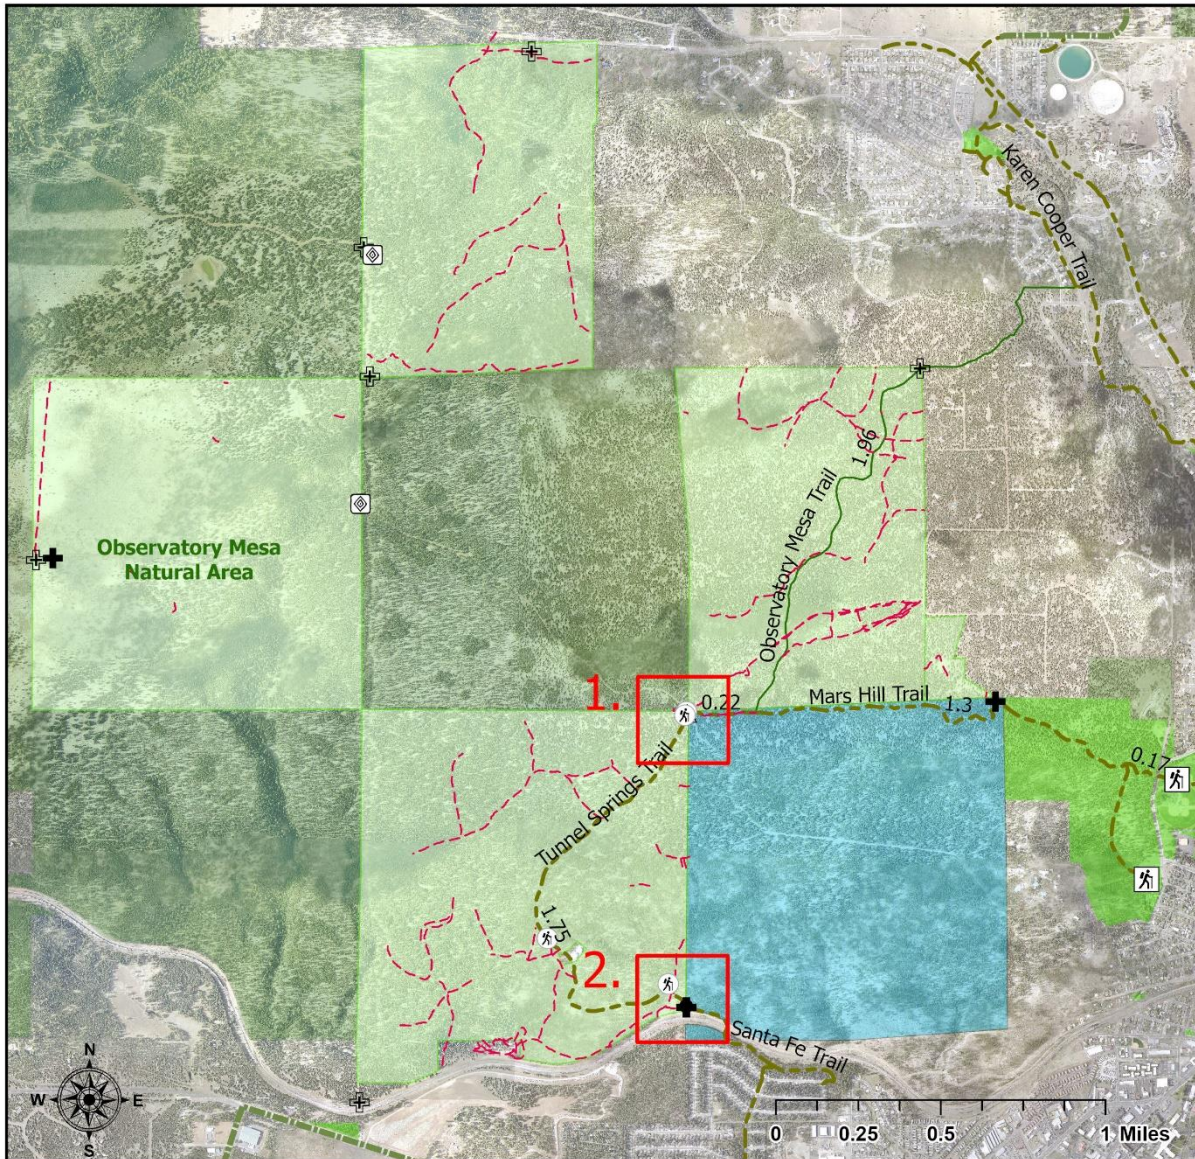 Karen Cooper Trail
1.96
Observatory Mesa Trail
Observatory Mesa
Natural Area
1.
0.22
Mars Hill Trail
1.3
0.17
Tunnel Springs Trail
1.75
2.
Santa Fe Trail
N
W
E
S
0
0.25
0.5
1 Miles